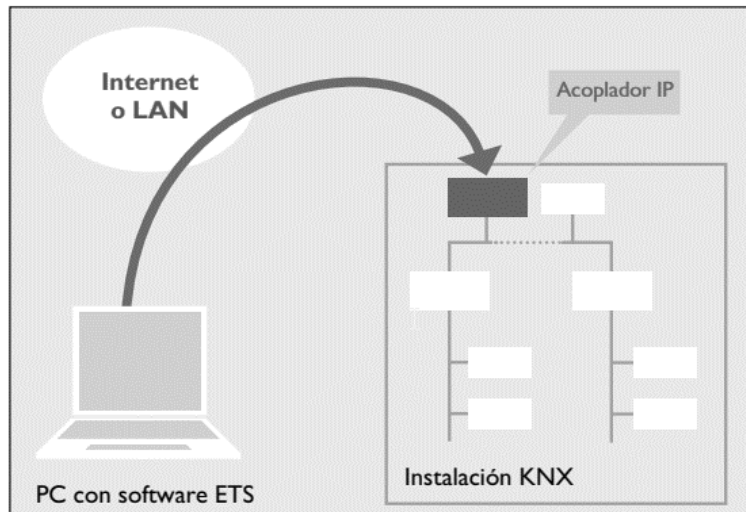 Internet
o LAN
Acoplador IP
Instalación KNX
PC con software ETS